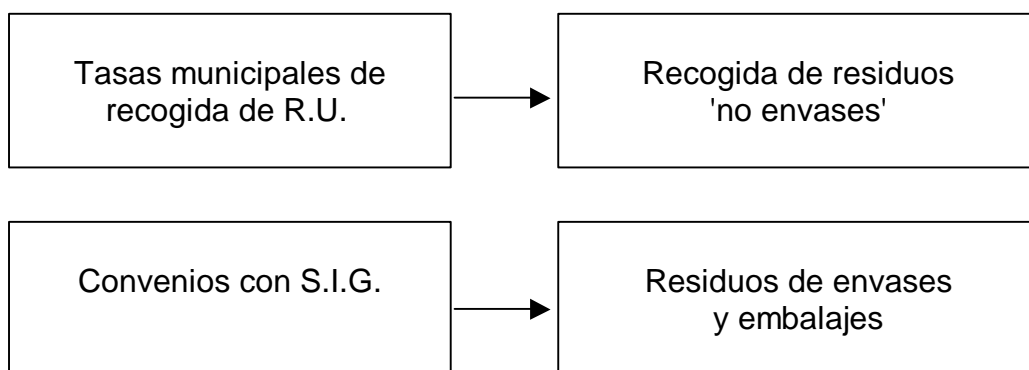 Tasas municipales de
recogida de R.U.
Recogida de residuos
'no envases'
Convenios con S.I.G.
Residuos de envases
y embalajes